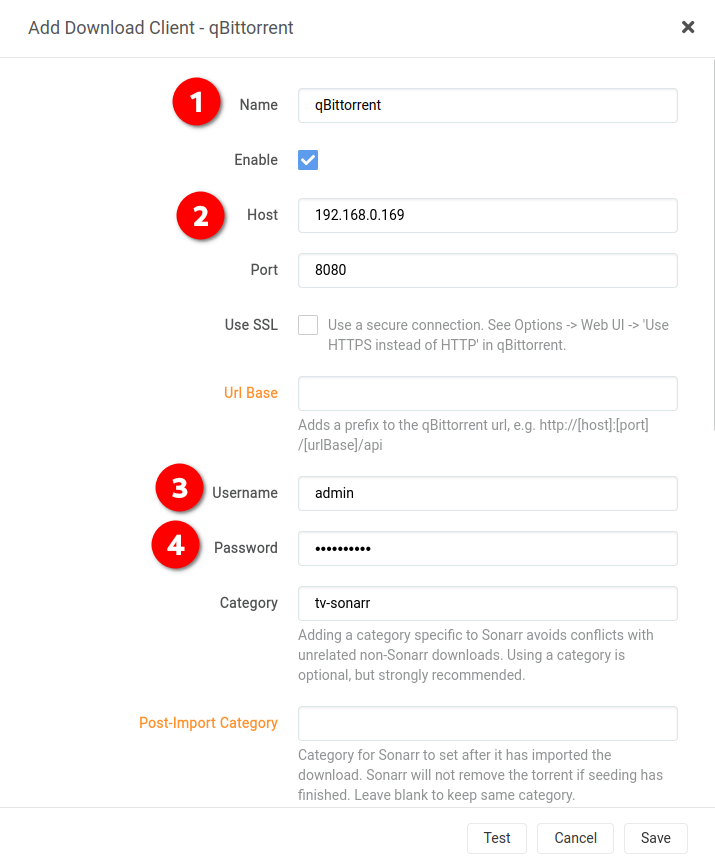 Add Download Client - qBittorrent
1 Name qBittorrent
Enable
2 Host 192.168.0.169
Port 8080
Use SSL Use a secure connection. See Options -> Web UI -> 'Use
HTTPS instead of HTTP' in qBittorrent.
Url Base
Adds a prefix to the qBittorrent url, e.g. http://[host]:[port]
/[urlBase]/api
3 Username admin
4 Password ••••••••••
Category tv-sonarr
Adding a category specific to Sonarr avoids conflicts with
unrelated non-Sonarr downloads. Using a category is
optional, but strongly recommended.
Post-Import Category
Category for Sonarr to set after it has imported the
download. Sonarr will not remove the torrent if seeding has
finished. Leave blank to keep same category.
Test Cancel Save